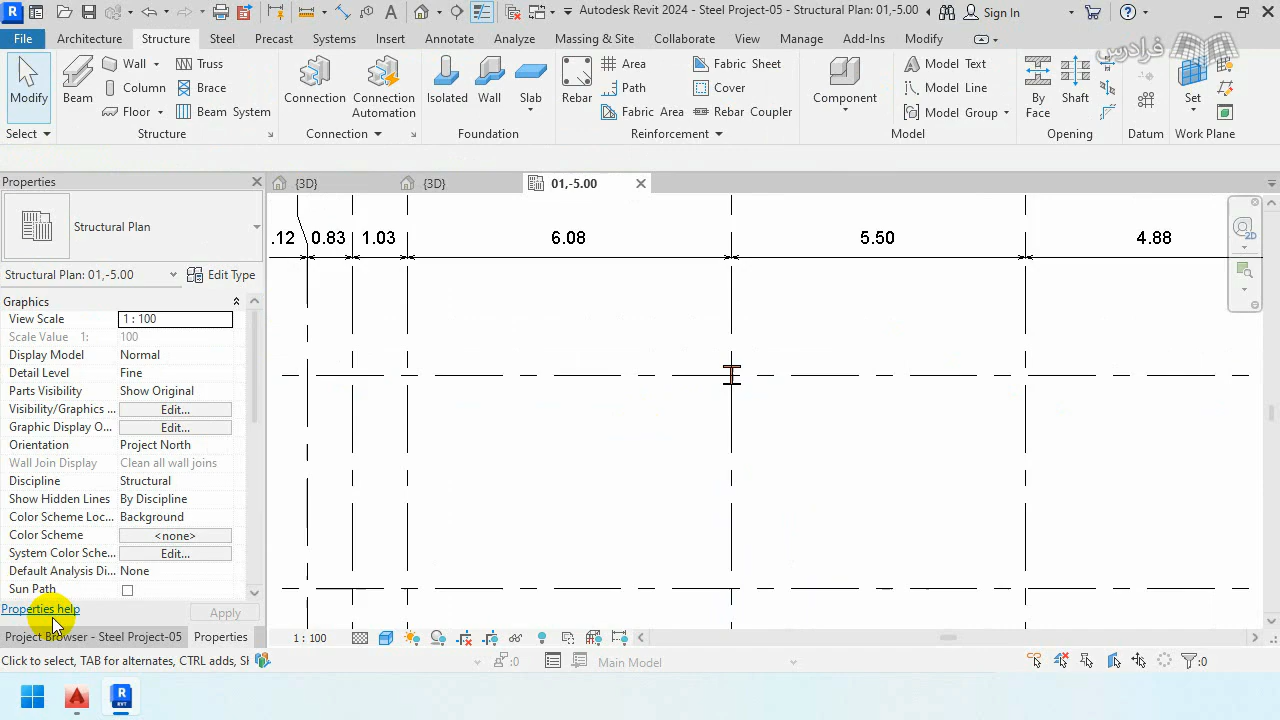 Autodesk Revit 2024 - Steel Project-05 - Structural Plan: 01,-5.00
Sign In
فرادرس
File Architecture Structure Steel Precast Systems Insert Annotate Analyze Massing & Site Collaborate View Manage Add-Ins Modify
Modify
Beam
Wall
Column
Floor
Truss
Brace
Beam System
Connection
Connection
Automation
Isolated
Wall
Slab
Rebar
Area
Path
Fabric Area
Fabric Sheet
Cover
Rebar Coupler
Component
Model Text
Model Line
Model Group
By
Face
Shaft
Set
Select Structure Connection Foundation Reinforcement Model Opening Datum Work Plane
Properties
{3D} {3D} 01,-5.00
Structural Plan
Structural Plan: 01,-5.00 Edit Type
Graphics
View Scale 1 : 100
Scale Value 1: 100
Display Model Normal
Detail Level Fine
Parts Visibility Show Original
Visibility/Graphics ... Edit...
Graphic Display O... Edit...
Orientation Project North
Wall Join Display Clean all wall joins
Discipline Structural
Show Hidden Lines By Discipline
Color Scheme Loc... Background
Color Scheme <none>
System Color Sche... Edit...
Default Analysis Di... None
Sun Path
Properties help Apply
Project Browser - Steel Project-05 Properties
.12 0.83 1.03 6.08 5.50 4.88
2D
1 : 100
Click to select, TAB for alternates, CTRL adds, SH
:0
Main Model
:0